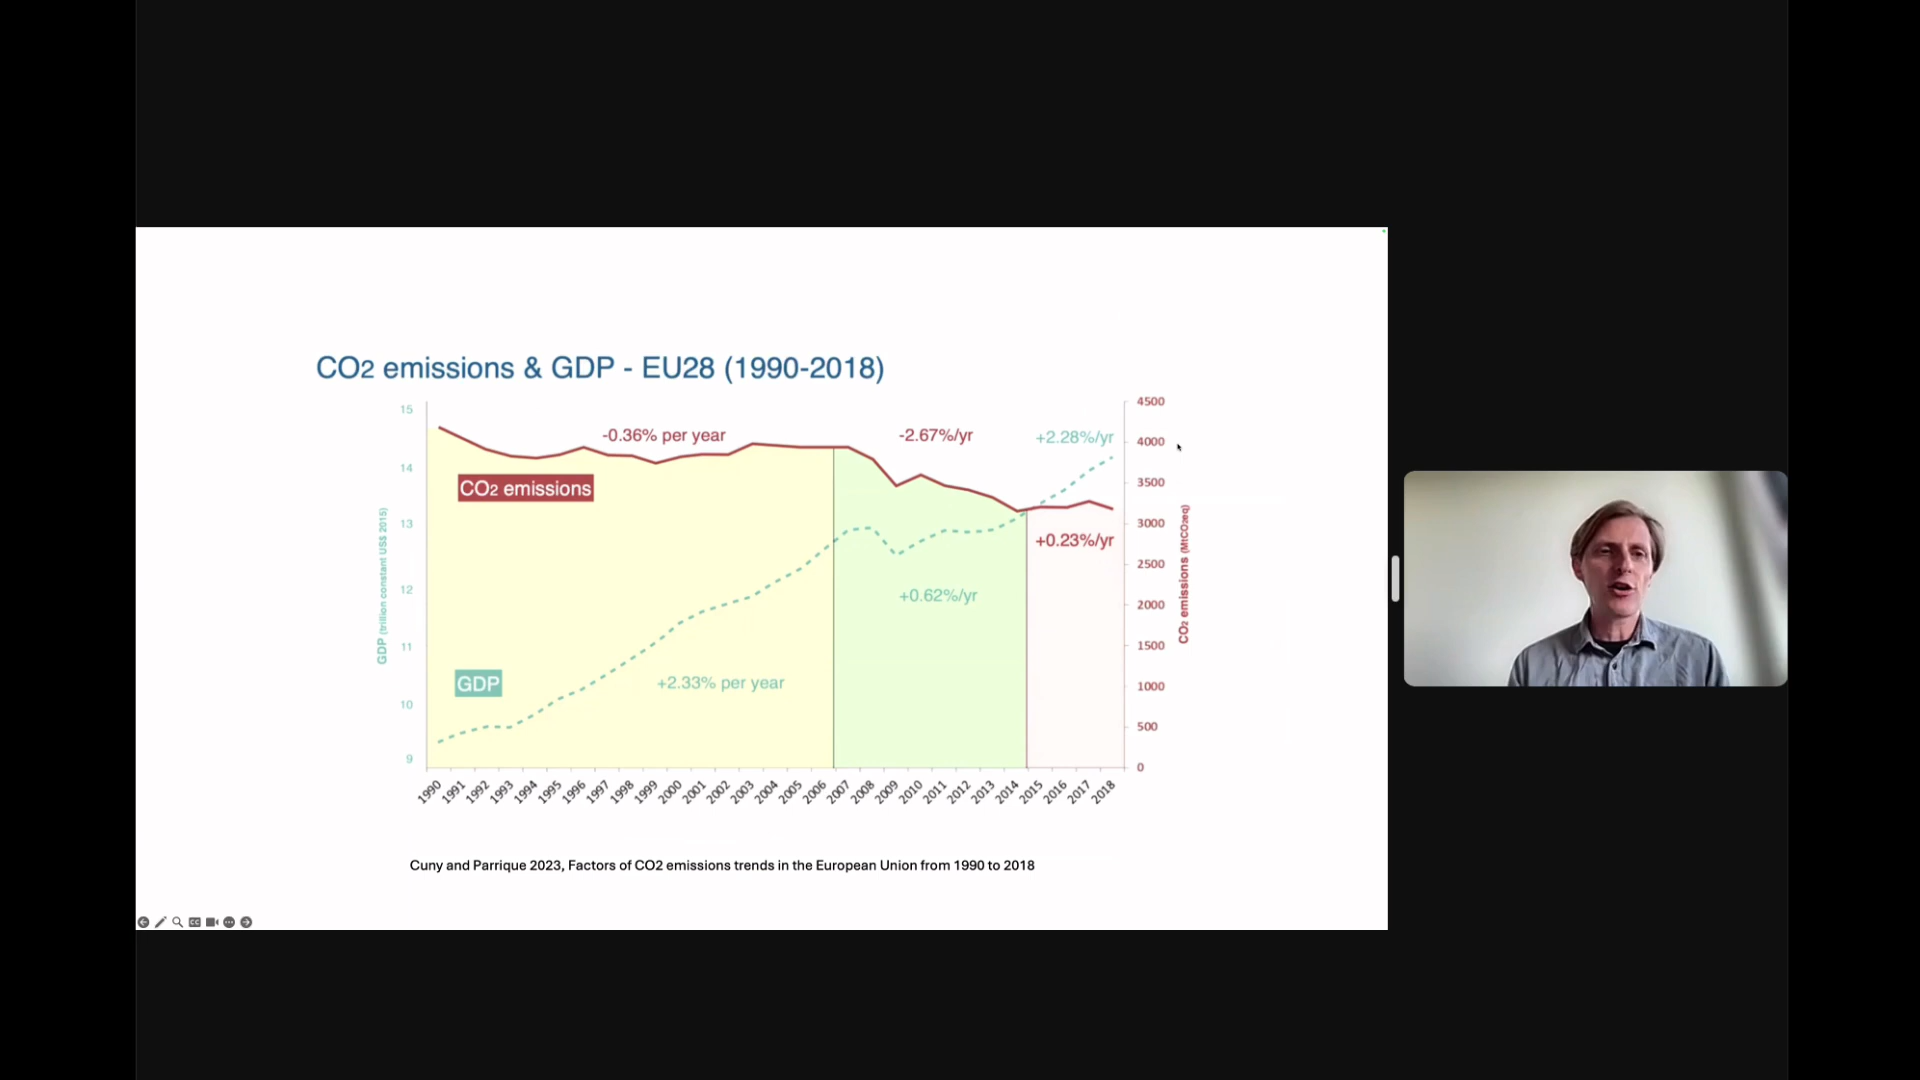 CO2 emissions & GDP - EU28 (1990-2018)
15
14
13
12
11
10
9
GDP (trillion constant US$ 2015)
4500
4000
3500
3000
2500
2000
1500
1000
500
0
CO2 emissions (MtCO2eq)
-0.36% per year
-2.67%/yr
+2.28%/yr
CO2 emissions
+0.23%/yr
+0.62%/yr
GDP
+2.33% per year
1990 1991 1992 1993 1994 1995 1996 1997 1998 1999 2000 2001 2002 2003 2004 2005 2006 2007 2008 2009 2010 2011 2012 2013 2014 2015 2016 2017 2018
Cuny and Parrique 2023, Factors of CO2 emissions trends in the European Union from 1990 to 2018
CC